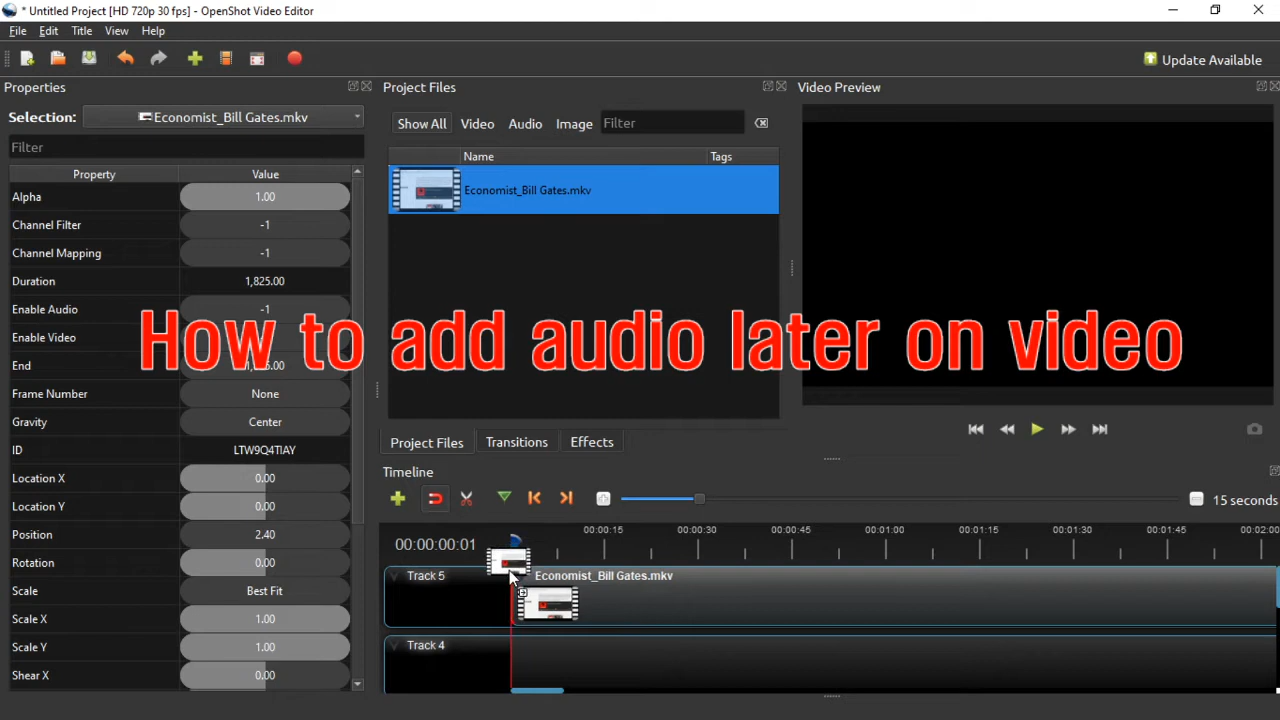 * Untitled Project [HD 720p 30 fps] - OpenShot Video Editor
File Edit Title View Help
Update Available
Properties
Project Files
Video Preview
Selection: Economist_Bill Gates.mkv
Show All Video Audio Image Filter
Filter
Property Value
Name Tags
Alpha 1.00
Economist_Bill Gates.mkv
Channel Filter -1
Channel Mapping -1
Duration 1,825.00
Enable Audio -1
How to add audio later on video
Enable Video
End
Frame Number None
Gravity Center
Project Files Transitions Effects
ID LTW9Q4TIAY
Timeline
Location X 0.00
15 seconds
Location Y 0.00
00:00:15 00:00:30 00:00:45 00:01:00 00:01:15 00:01:30 00:01:45 00:02:00
Position 2.40
00:00:00:01
Rotation 0.00
Track 5 Economist_Bill Gates.mkv
Scale Best Fit
Scale X 1.00
Scale Y 1.00
Track 4
Shear X 0.00